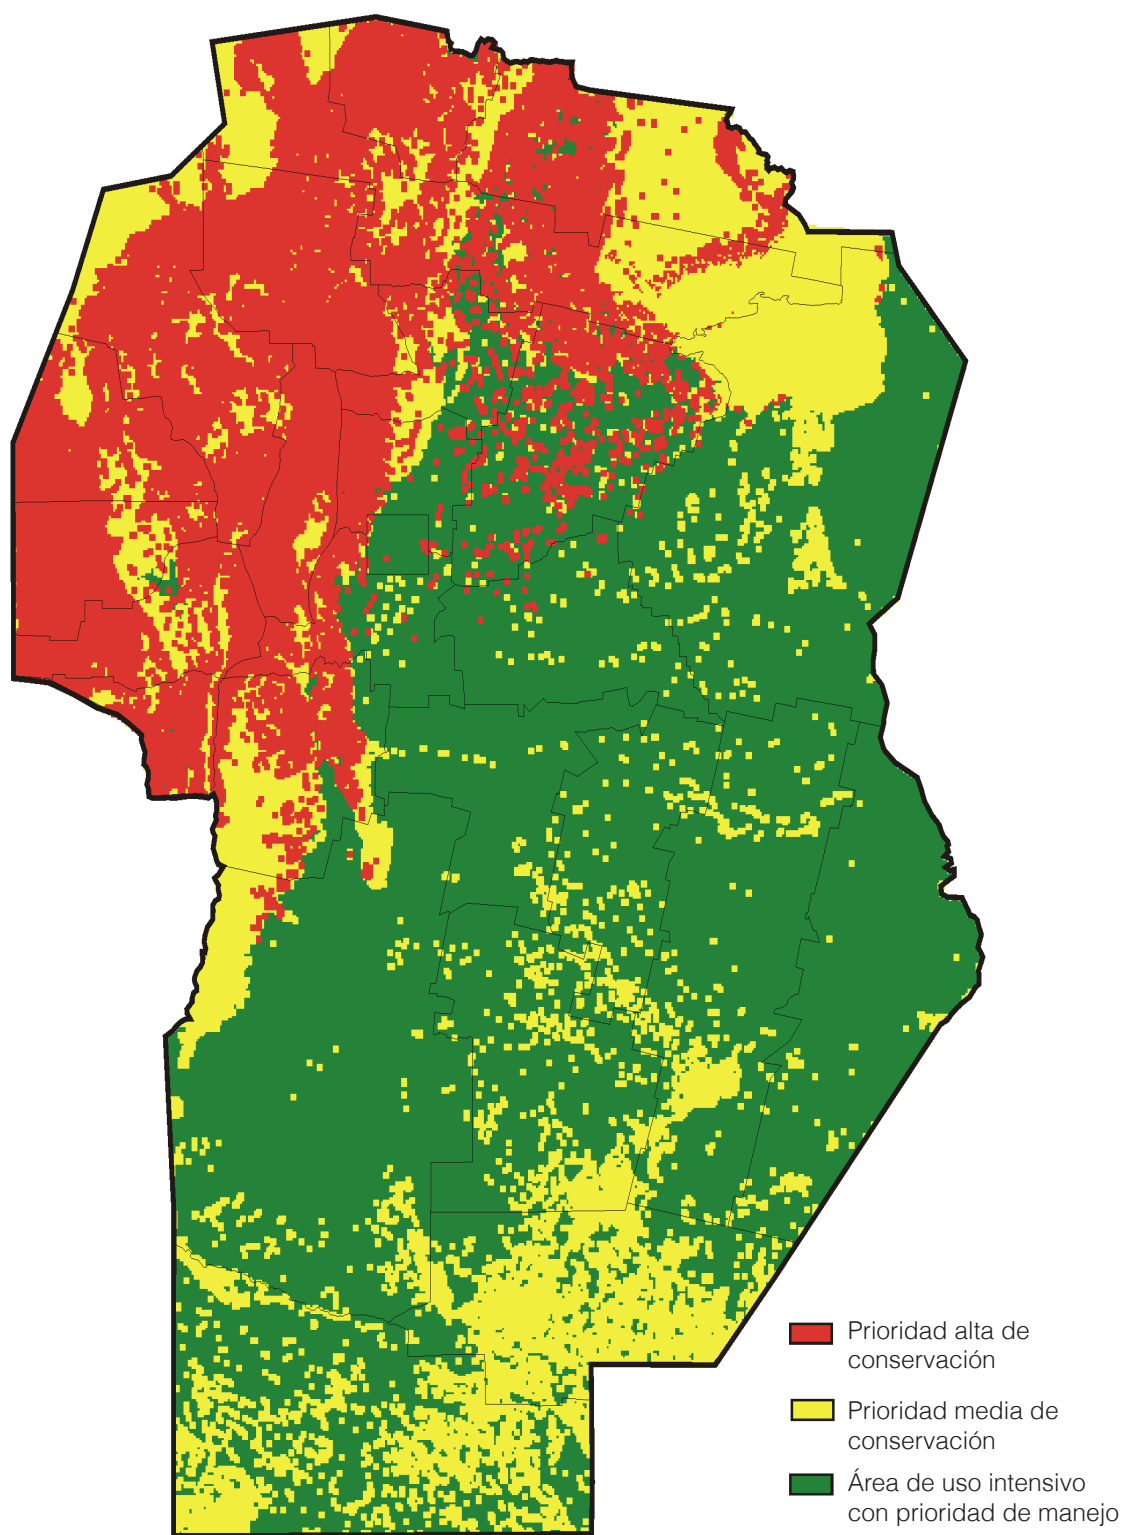 Prioridad alta de
conservación
Prioridad media de
conservación
Área de uso intensivo
con prioridad de manejo